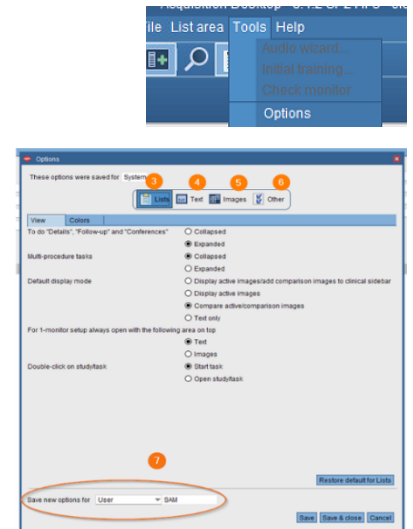 File List area Tools Help
Audio wizard...
Initial training...
Check monitor
Options
Options
These options were saved for System
3 4 5 6
Lists Text Images Other
View Colors
To do "Details", "Follow-up" and "Conferences" Collapsed
Expanded
Multi-procedure tasks Collapsed
Expanded
Default display mode Display active images/add comparison images to clinical sidebar
Display active images
Compare active/comparison images
Text only
For 1-monitor setup always open with the following area on top
Text
Images
Double-click on study/task Start task
Open study/task
7
Restore default for Lists
Save new options for User SAM
Save Save & close Cancel